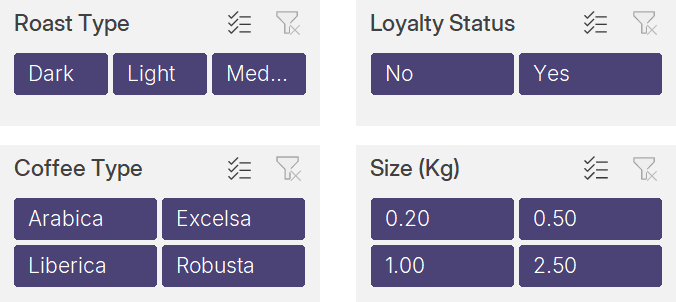 Roast Type
Dark Light Med...
Loyalty Status
No Yes
Coffee Type
Arabica Excelsa
Liberica Robusta
Size (Kg)
0.20 0.50
1.00 2.50